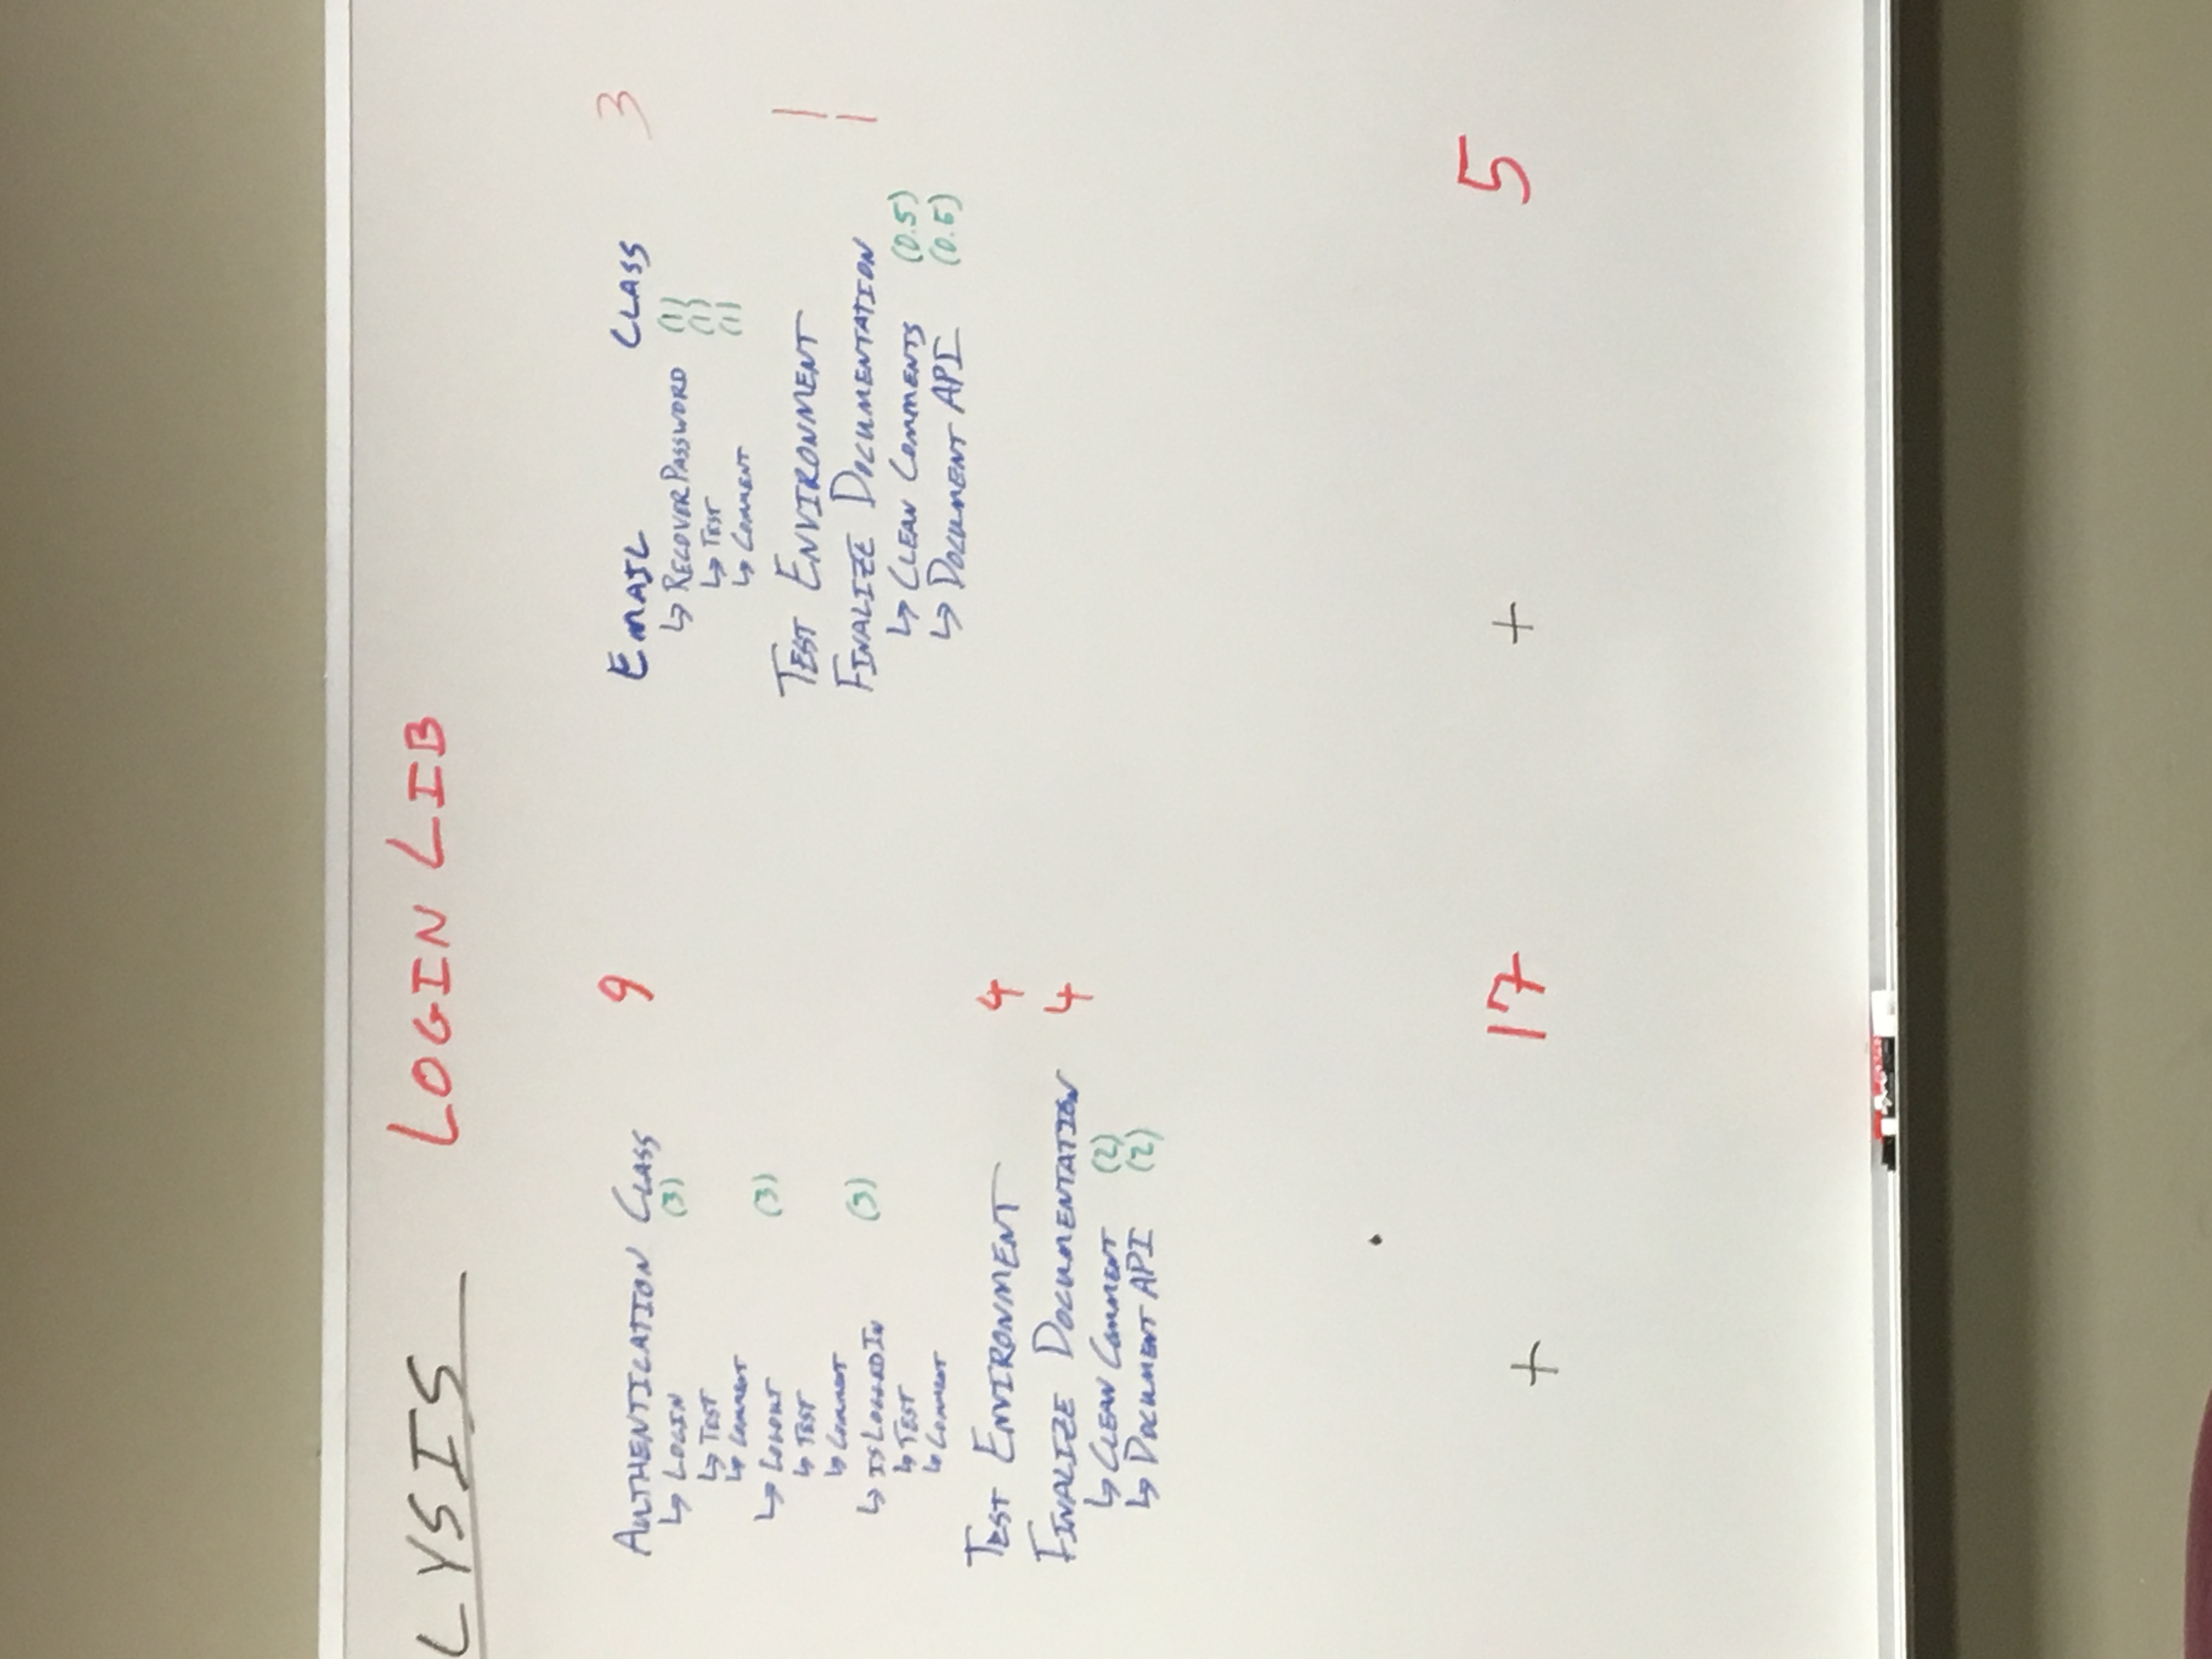 LYSIS LOGIN LIB
AUTHENTICATION CLASS 9
↳ LOGIN (3)
↳ TEST
↳ COMMENT
↳ LOGOUT (3)
↳ TEST
↳ COMMENT
↳ ISLOGGEDIN (3)
↳ TEST
↳ COMMENT
TEST ENVIRONMENT 4
FINALIZE DOCUMENTATION 4
↳ CLEAN COMMENT (2)
↳ DOCUMENT API (2)
+ 17
EMAIL CLASS 3
↳ RECOVERPASSWORD (1)
↳ TEST (1)
↳ COMMENT (1)
TEST ENVIRONMENT 1
FINALIZE DOCUMENTATION 1
↳ CLEAN COMMENTS (0.5)
↳ DOCUMENT API (0.5)
+ 5